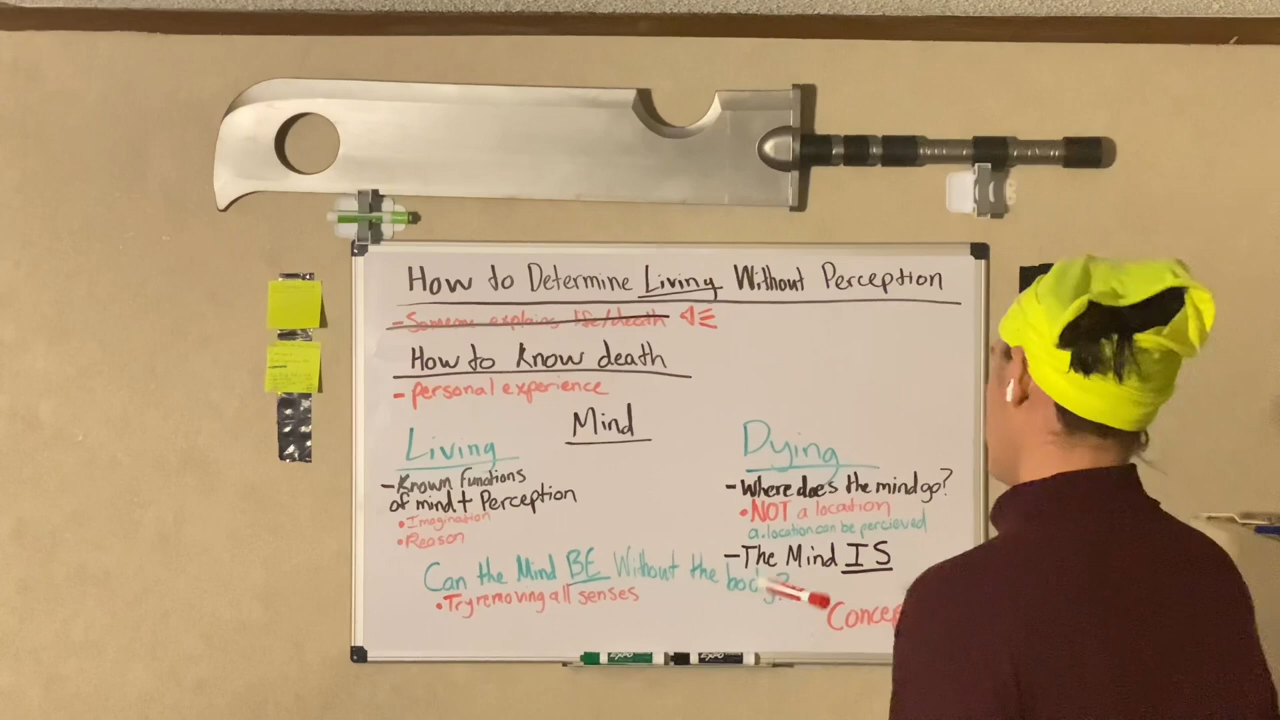 How to Determine Living Without Perception
- Someone explains life/death
How to Know death
- personal experience
Mind
Living
- Known functions
of mind + Perception
• Imagination
• Reason
Dying
- Where does the mind go?
• NOT a location
a. location can be percieved
- The Mind IS
Can the Mind BE Without the body?
• Try removing all senses
Concep
EXPO
EXPO